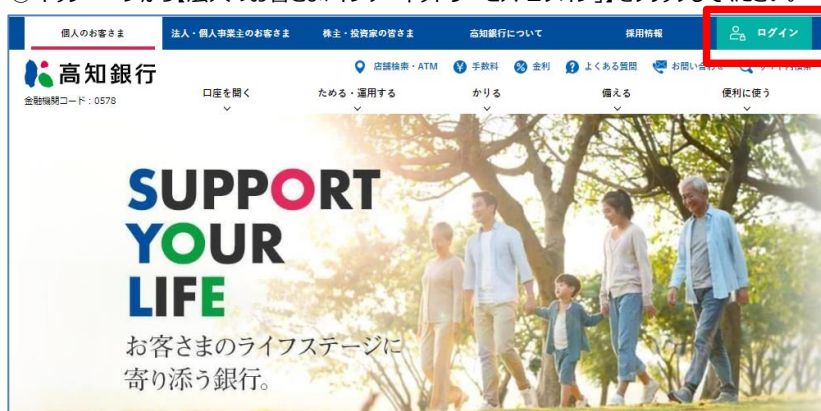 個人のお客さま
法人・個人事業主のお客さま
株主・投資家の皆さま
高知銀行について
採用情報
ログイン
高知銀行
金融機関コード:0578
店舗検索・ATM
手数料
金利
よくある質問
お問い合わせ
口座を開く
ためる・運用する
かりる
備える
便利に使う
SUPPORT
YOUR
LIFE
お客さまのライフステージに
寄り添う銀行。